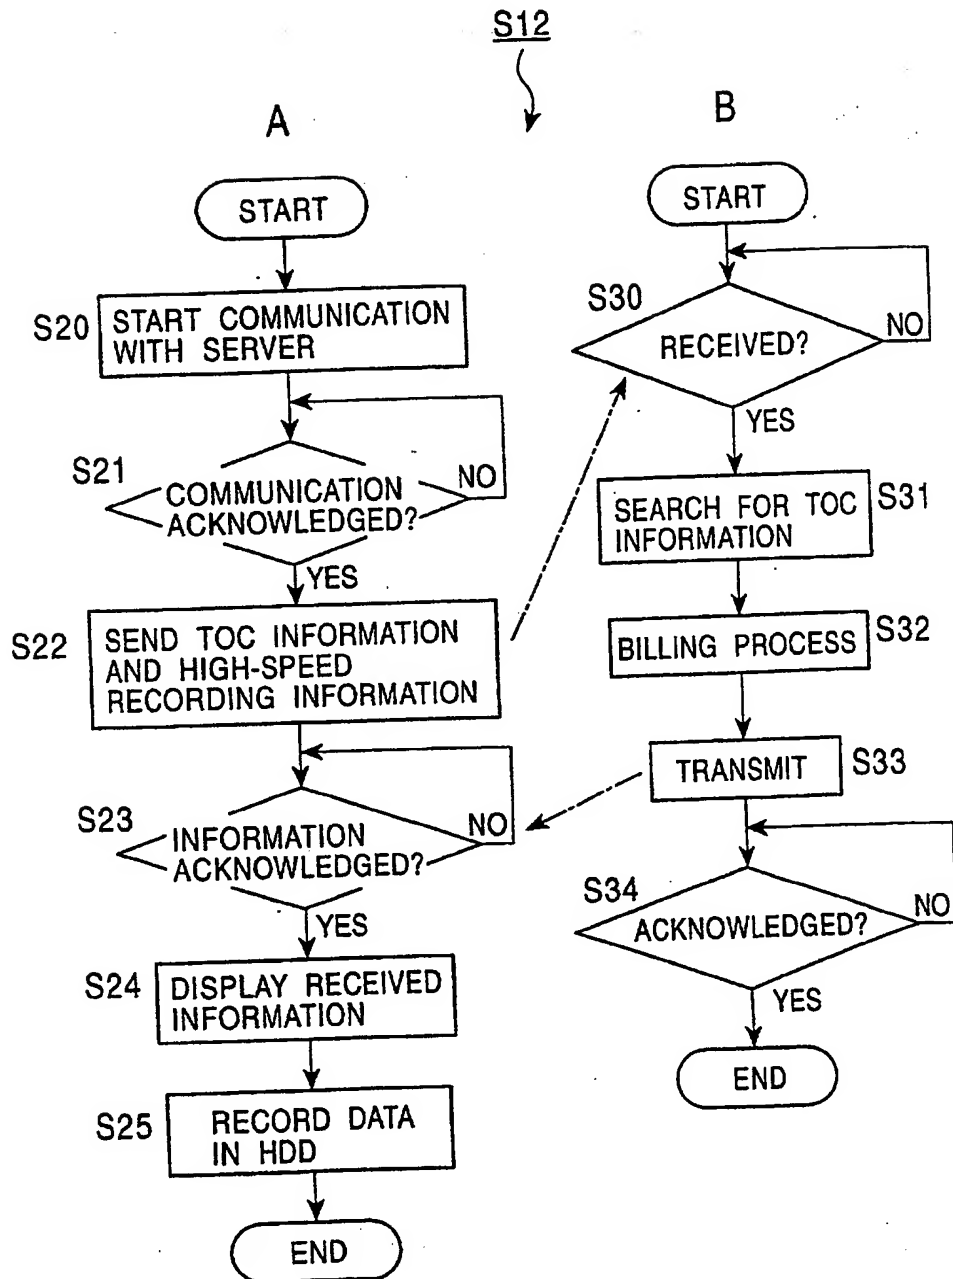 S12
A
START
S20
START COMMUNICATION
WITH SERVER
S21
COMMUNICATION
ACKNOWLEDGED?
NO
YES
S22
SEND TOC INFORMATION
AND HIGH-SPEED
RECORDING INFORMATION
S23
INFORMATION
ACKNOWLEDGED?
NO
YES
S24
DISPLAY RECEIVED
INFORMATION
S25
RECORD DATA
IN HDD
END
B
START
S30
RECEIVED?
NO
YES
SEARCH FOR TOC
INFORMATION
S31
BILLING PROCESS
S32
TRANSMIT
S33
S34
ACKNOWLEDGED?
NO
YES
END